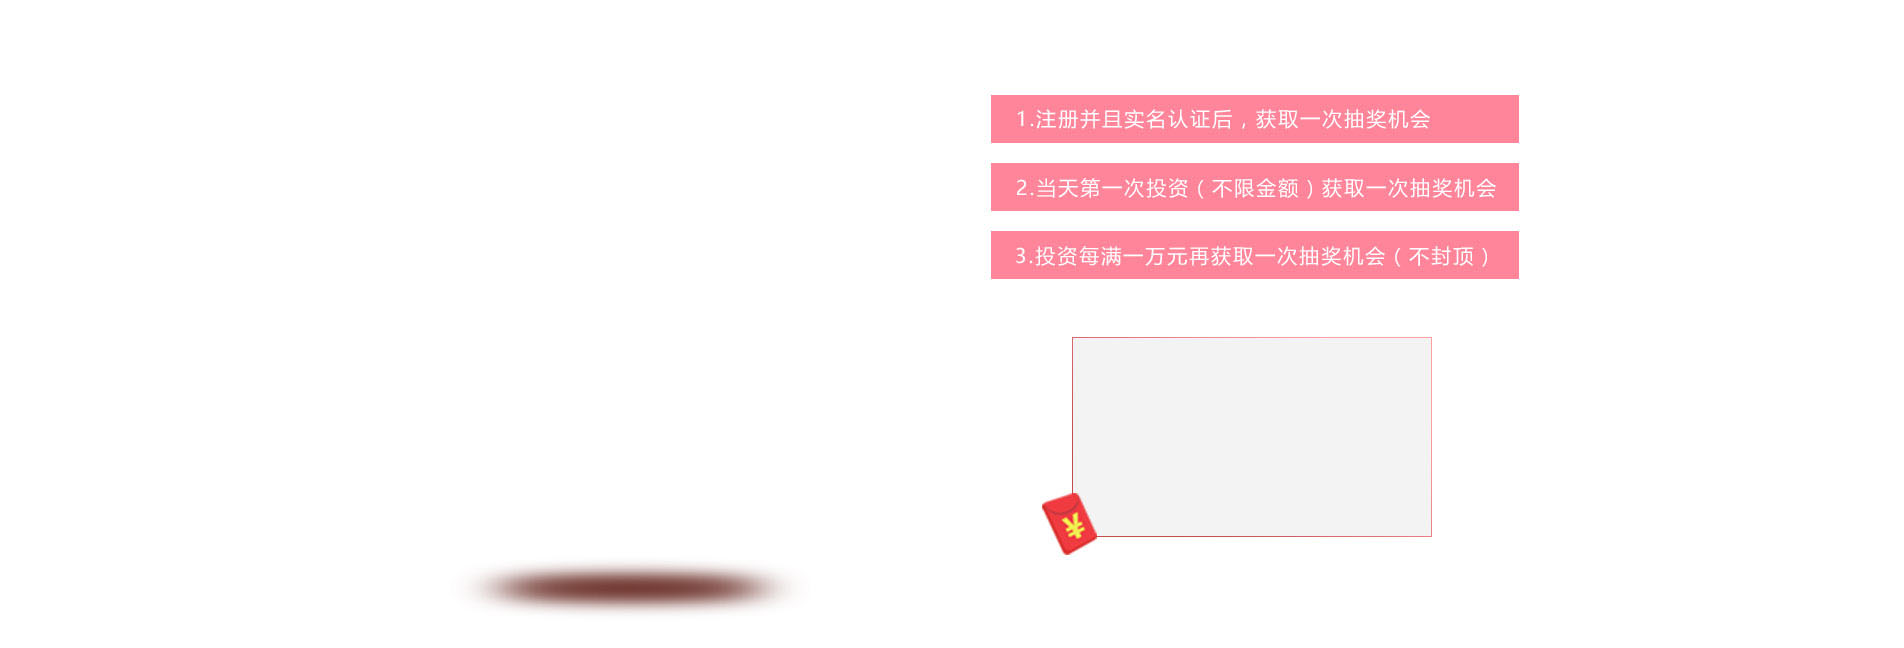 1.注册并且实名认证后，获取一次抽奖机会
2.当天第一次投资（不限金额）获取一次抽奖机会
3.投资每满一万元再获取一次抽奖机会（不封顶）
¥